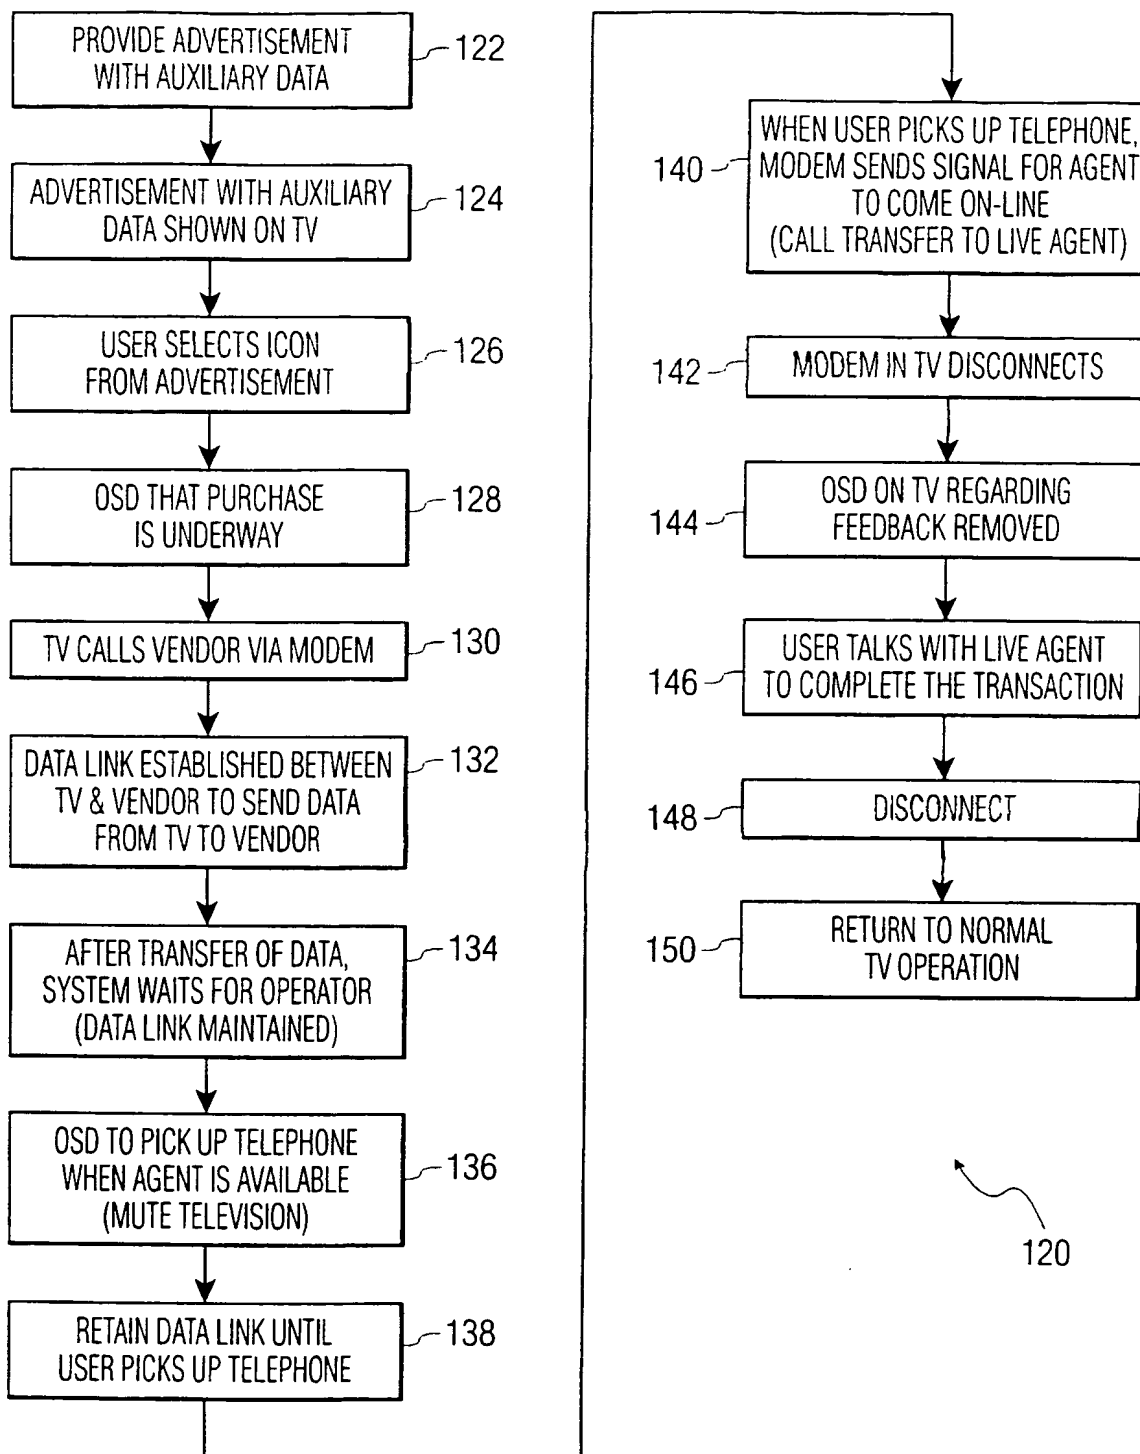 PROVIDE ADVERTISEMENT
WITH AUXILIARY DATA
122
ADVERTISEMENT WITH AUXILIARY
DATA SHOWN ON TV
124
USER SELECTS ICON
FROM ADVERTISEMENT
126
OSD THAT PURCHASE
IS UNDERWAY
128
TV CALLS VENDOR VIA MODEM
130
DATA LINK ESTABLISHED BETWEEN
TV & VENDOR TO SEND DATA
FROM TV TO VENDOR
132
AFTER TRANSFER OF DATA,
SYSTEM WAITS FOR OPERATOR
(DATA LINK MAINTAINED)
134
OSD TO PICK UP TELEPHONE
WHEN AGENT IS AVAILABLE
(MUTE TELEVISION)
136
RETAIN DATA LINK UNTIL
USER PICKS UP TELEPHONE
138
WHEN USER PICKS UP TELEPHONE,
MODEM SENDS SIGNAL FOR AGENT
TO COME ON-LINE
(CALL TRANSFER TO LIVE AGENT)
140
MODEM IN TV DISCONNECTS
142
OSD ON TV REGARDING
FEEDBACK REMOVED
144
USER TALKS WITH LIVE AGENT
TO COMPLETE THE TRANSACTION
146
DISCONNECT
148
RETURN TO NORMAL
TV OPERATION
150
120